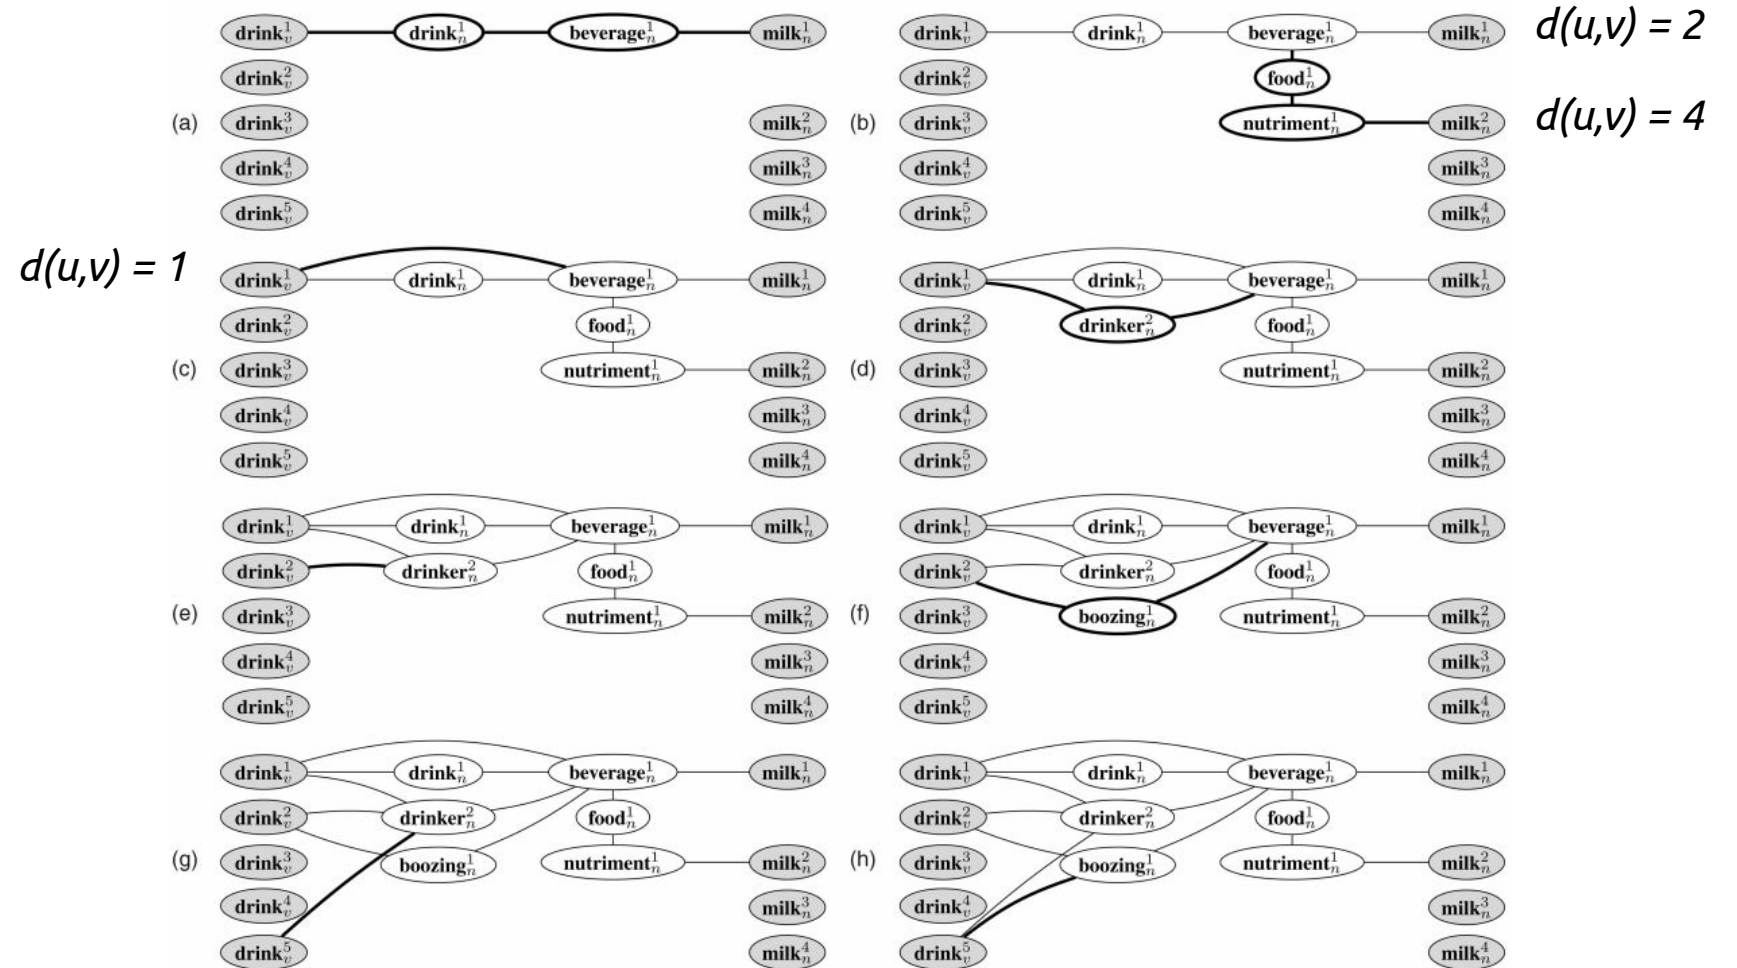 drink¹ᵥ drink¹ₙ beverage¹ₙ milk¹ₙ
drink²ᵥ
(a) drink³ᵥ milk²ₙ
drink⁴ᵥ milk³ₙ
drink⁵ᵥ milk⁴ₙ
drink¹ᵥ drink¹ₙ beverage¹ₙ milk¹ₙ d(u,v) = 2
drink²ᵥ food¹ₙ
(b) drink³ᵥ nutriment¹ₙ milk²ₙ d(u,v) = 4
drink⁴ᵥ milk³ₙ
drink⁵ᵥ milk⁴ₙ
d(u,v) = 1 drink¹ᵥ drink¹ₙ beverage¹ₙ milk¹ₙ
drink²ᵥ food¹ₙ
(c) drink³ᵥ nutriment¹ₙ milk²ₙ
drink⁴ᵥ milk³ₙ
drink⁵ᵥ milk⁴ₙ
drink¹ᵥ drink¹ₙ beverage¹ₙ milk¹ₙ
drink²ᵥ drinker²ₙ food¹ₙ
(d) drink³ᵥ nutriment¹ₙ milk²ₙ
drink⁴ᵥ milk³ₙ
drink⁵ᵥ milk⁴ₙ
drink¹ᵥ drink¹ₙ beverage¹ₙ milk¹ₙ
drink²ᵥ drinker²ₙ food¹ₙ
(e) drink³ᵥ nutriment¹ₙ milk²ₙ
drink⁴ᵥ milk³ₙ
drink⁵ᵥ milk⁴ₙ
drink¹ᵥ drink¹ₙ beverage¹ₙ milk¹ₙ
drink²ᵥ drinker²ₙ food¹ₙ
(f) drink³ᵥ boozing¹ₙ nutriment¹ₙ milk²ₙ
drink⁴ᵥ milk³ₙ
drink⁵ᵥ milk⁴ₙ
drink¹ᵥ drink¹ₙ beverage¹ₙ milk¹ₙ
drink²ᵥ drinker²ₙ food¹ₙ
(g) drink³ᵥ boozing¹ₙ nutriment¹ₙ milk²ₙ
drink⁴ᵥ milk³ₙ
drink⁵ᵥ milk⁴ₙ
drink¹ᵥ drink¹ₙ beverage¹ₙ milk¹ₙ
drink²ᵥ drinker²ₙ food¹ₙ
(h) drink³ᵥ boozing¹ₙ nutriment¹ₙ milk²ₙ
drink⁴ᵥ milk³ₙ
drink⁵ᵥ milk⁴ₙ